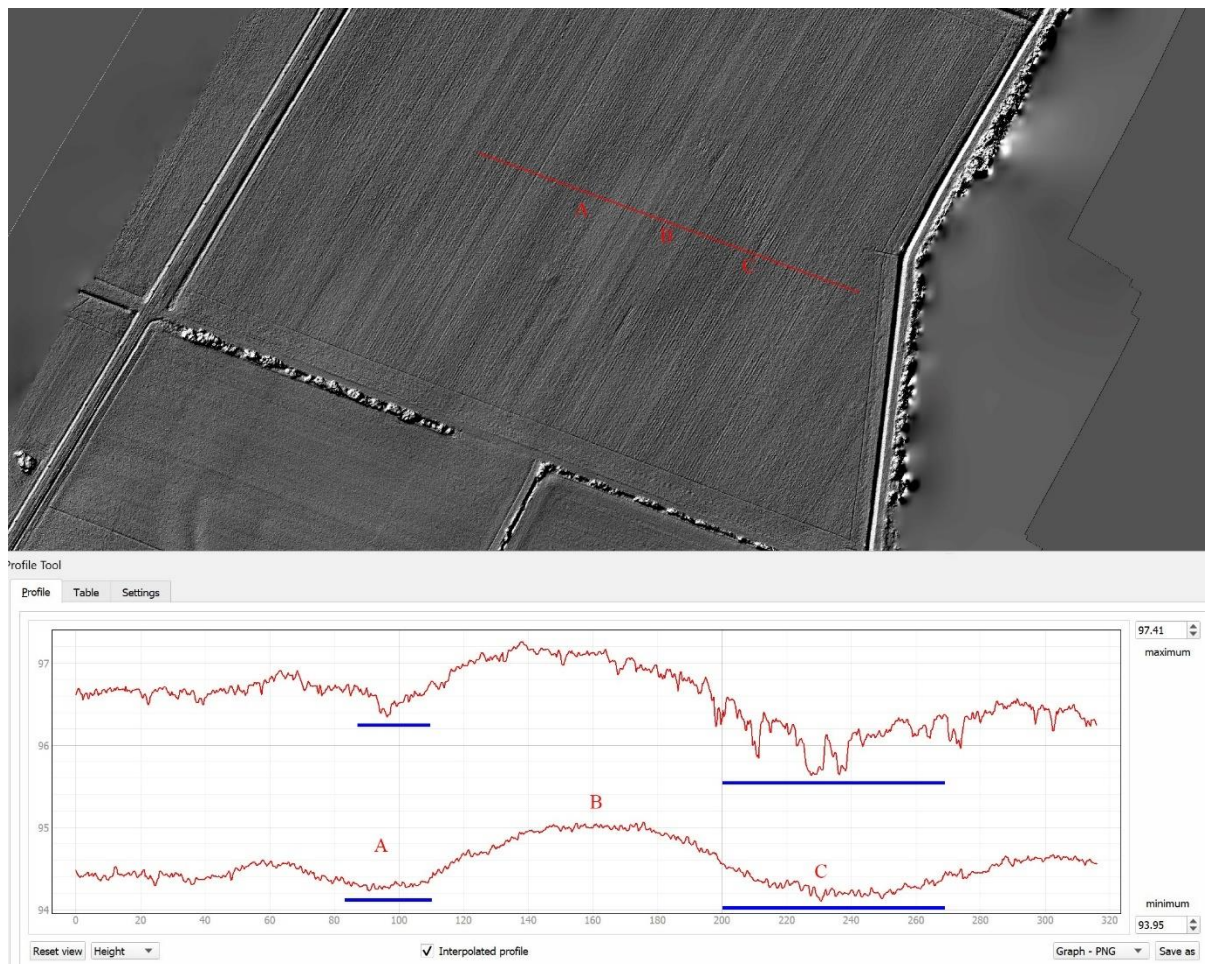 A
B
C
Profile Tool
Profile
Table
Settings
97
96
95
94
A
B
C
0
20
40
60
80
100
120
140
160
180
200
220
240
260
280
300
320
97.41
maximum
minimum
93.95
Reset view
Height
Interpolated profile
Graph - PNG
Save as